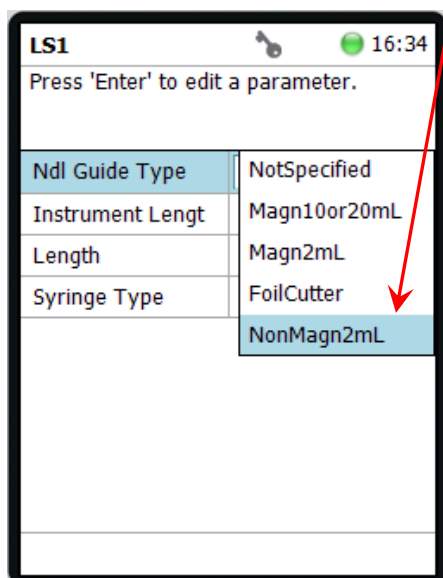 LS1 16:34
Press 'Enter' to edit a parameter.
Ndl Guide Type NotSpecified
Instrument Lengt Magn10or20mL
Length Magn2mL
Syringe Type FoilCutter
NonMagn2mL